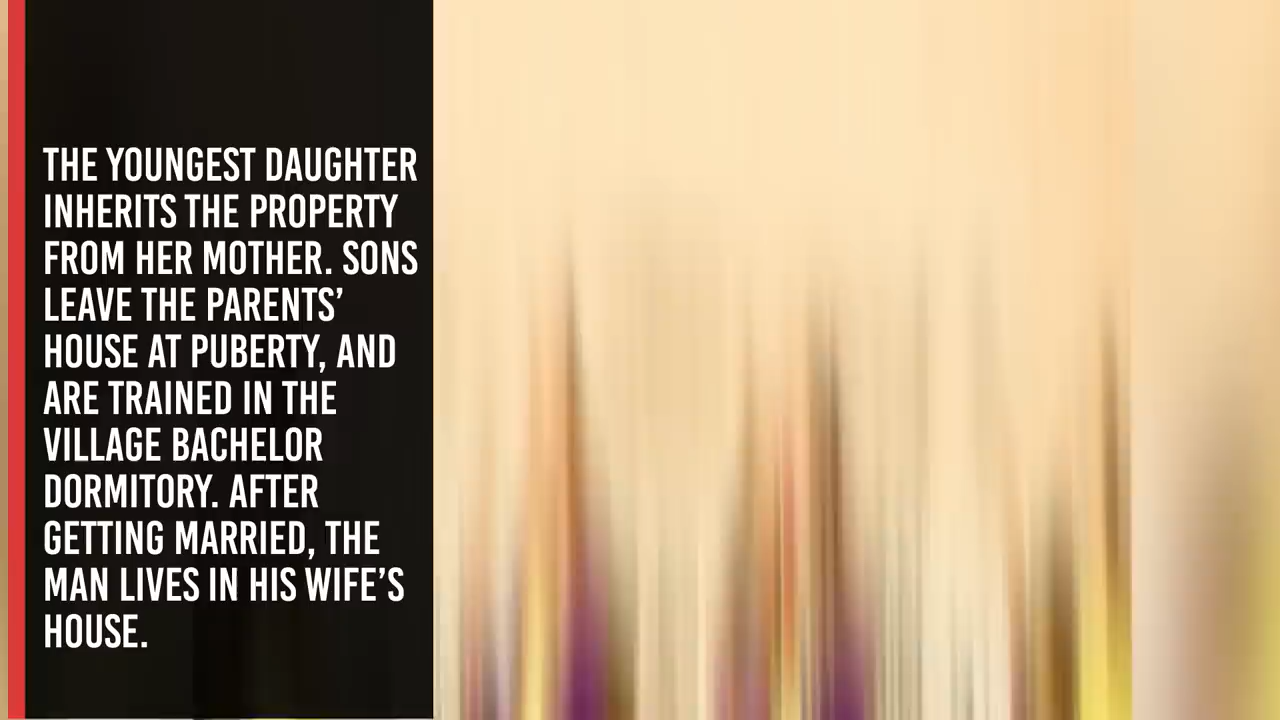 THE YOUNGEST DAUGHTER
INHERITS THE PROPERTY
FROM HER MOTHER. SONS
LEAVE THE PARENTS’
HOUSE AT PUBERTY, AND
ARE TRAINED IN THE
VILLAGE BACHELOR
DORMITORY. AFTER
GETTING MARRIED, THE
MAN LIVES IN HIS WIFE’S
HOUSE.